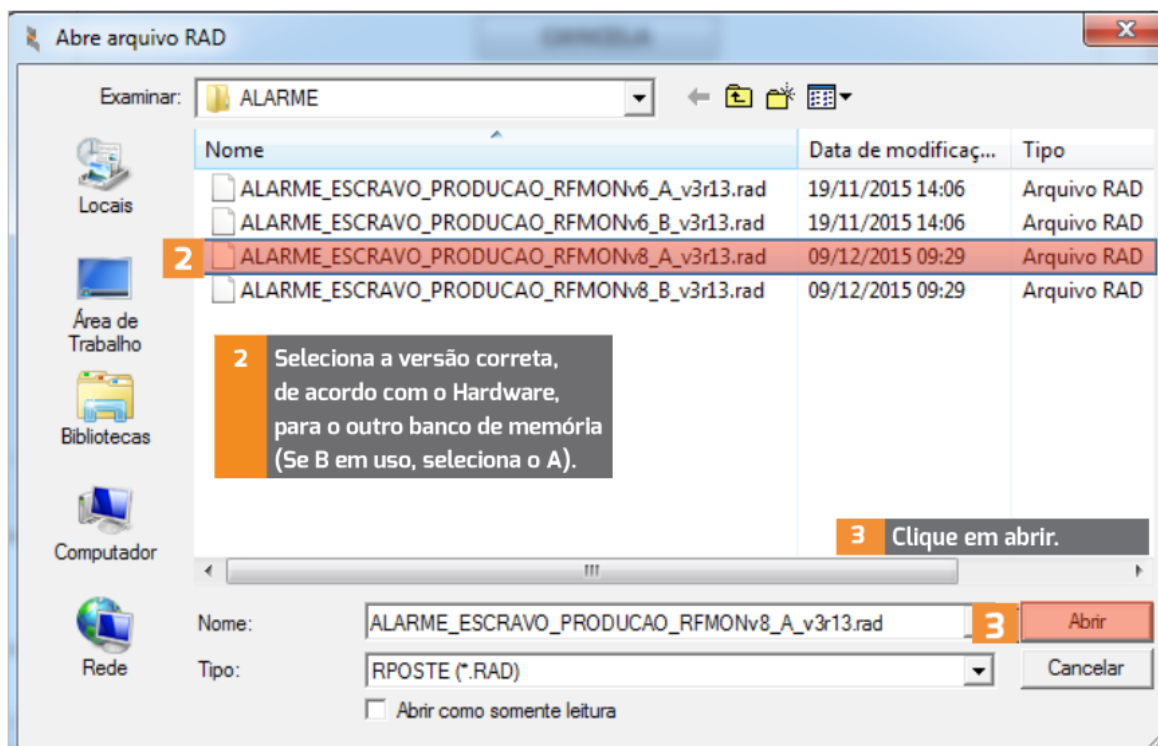 Abre arquivo RAD
CANCELA
X
Examinar: ALARME
Nome Data de modificaç... Tipo
ALARME_ESCRAVO_PRODUCAO_RFMONv6_A_v3r13.rad 19/11/2015 14:06 Arquivo RAD
ALARME_ESCRAVO_PRODUCAO_RFMONv6_B_v3r13.rad 19/11/2015 14:06 Arquivo RAD
2 ALARME_ESCRAVO_PRODUCAO_RFMONv8_A_v3r13.rad 09/12/2015 09:29 Arquivo RAD
ALARME_ESCRAVO_PRODUCAO_RFMONv8_B_v3r13.rad 09/12/2015 09:29 Arquivo RAD
Locais
Área de
Trabalho
Bibliotecas
Computador
Rede
2 Seleciona a versão correta,
de acordo com o Hardware,
para o outro banco de memória
(Se B em uso, seleciona o A).
3 Clique em abrir.
Nome: ALARME_ESCRAVO_PRODUCAO_RFMONv8_A_v3r13.rad 3 Abrir
Tipo: RPOSTE (*.RAD) Cancelar
Abrir como somente leitura